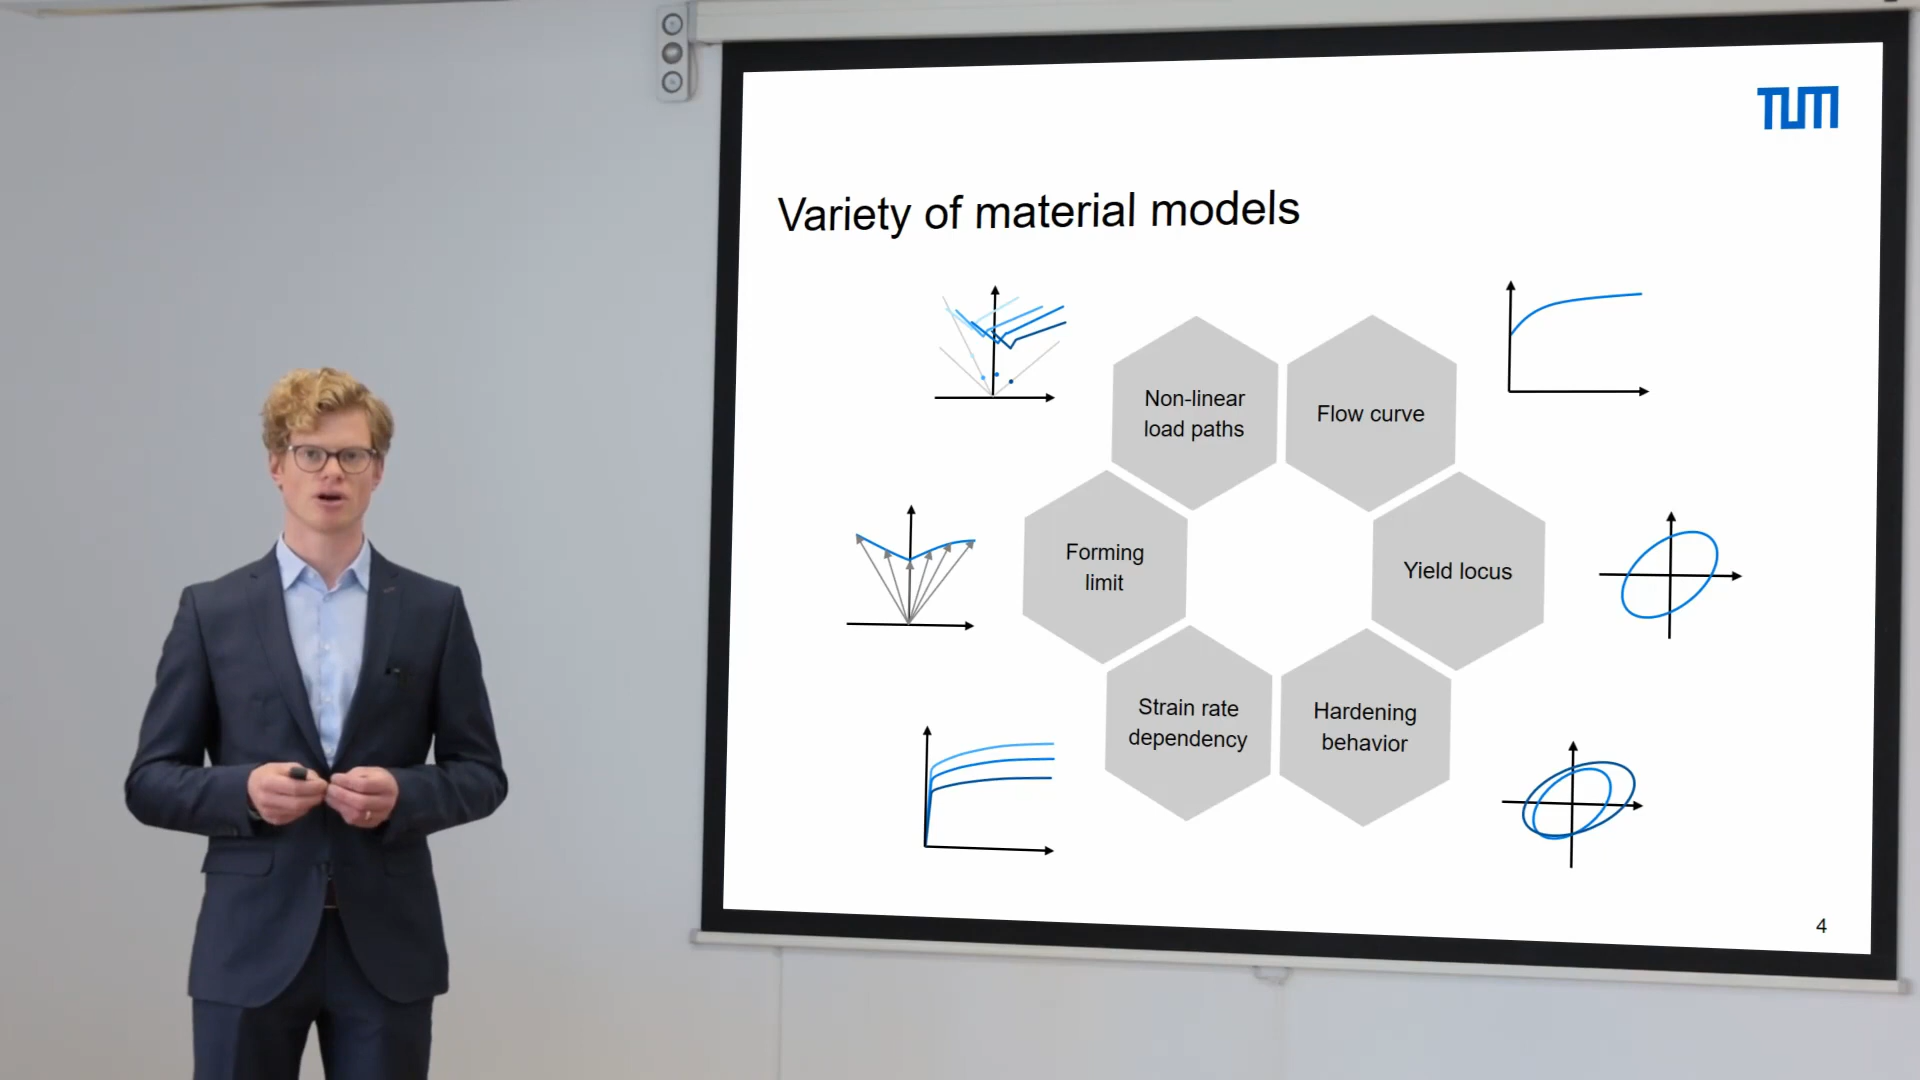 TUM
Variety of material models
Non-linear
load paths
Flow curve
Forming
limit
Yield locus
Strain rate
dependency
Hardening
behavior
4